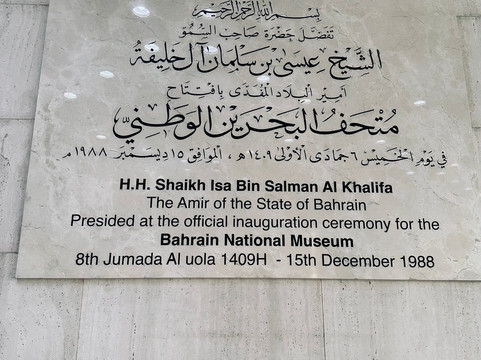 بسم الله الرحمن الرحيم
تفضل حضرة صاحب السمو
الشيخ عيسى بن سلمان آل خليفة
أمير البلاد المفدى بافتتاح
متحف البحرين الوطني
في يوم الخميس ٦ جمادى الأولى ١٤٠٩ هـ ، الموافق ١٥ ديسمبر ١٩٨٨ م
H.H. Shaikh Isa Bin Salman Al Khalifa
The Amir of the State of Bahrain
Presided at the official inauguration ceremony for the
Bahrain National Museum
8th Jumada Al uola 1409H - 15th December 1988